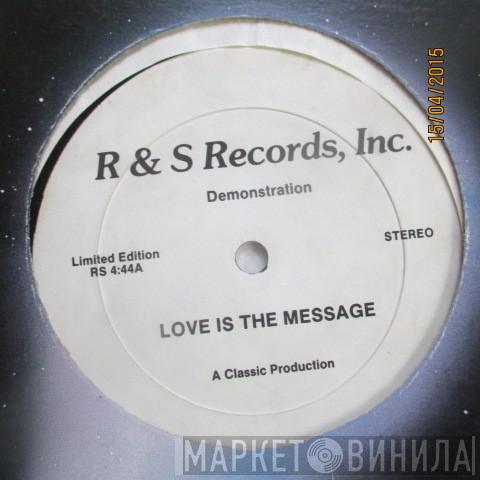 R & S Records, Inc.
Demonstration
Limited Edition
RS 4:44A
STEREO
LOVE IS THE MESSAGE
A Classic Production
15/04/2015
МАРКЕТ ВИНИЛА